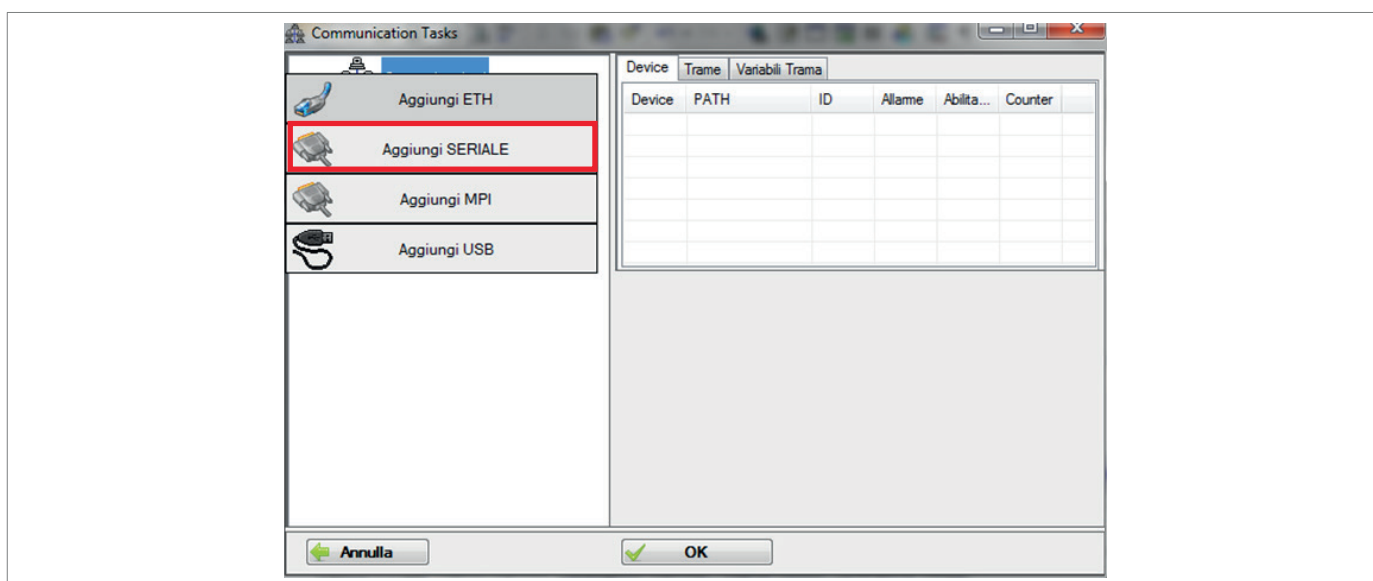 Communication Tasks
Device Trame Variabili Trama
Device PATH ID Allarme Abilita... Counter
Aggiungi ETH
Aggiungi SERIALE
Aggiungi MPI
Aggiungi USB
Annulla OK